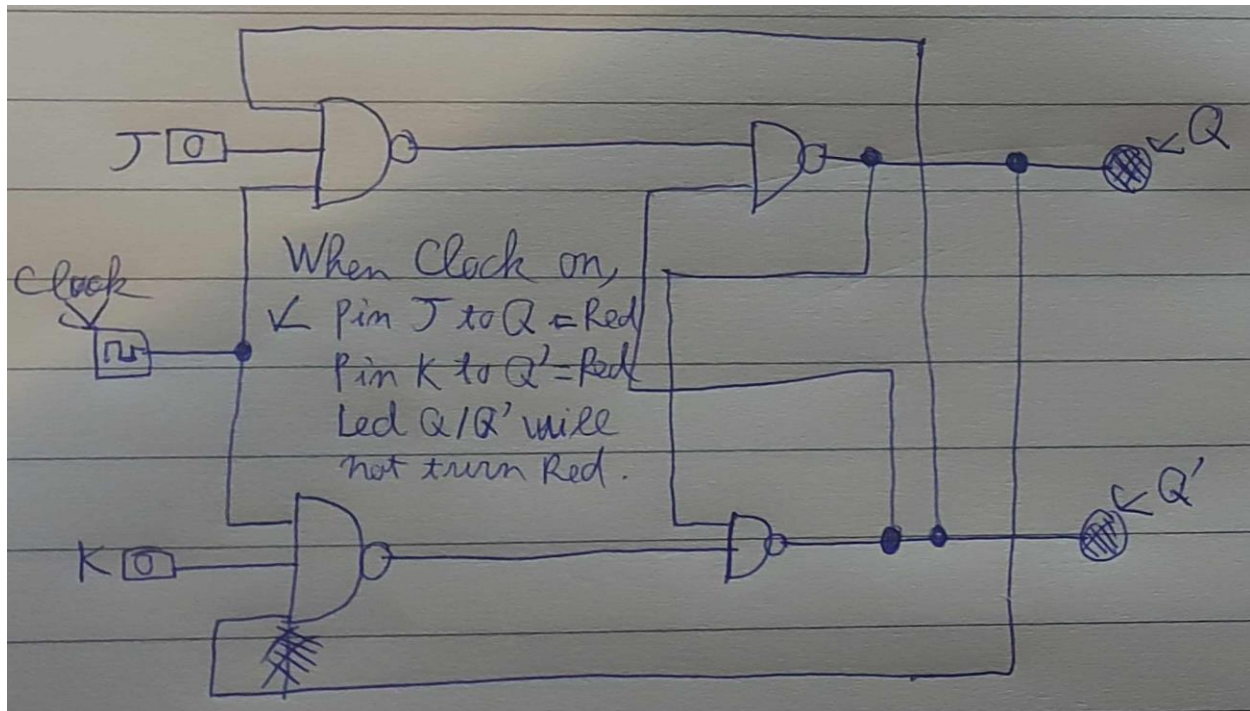 Q
J 0
When Clock on,
Clock
Pin J to Q = Red
Pin K to Q' = Red
Led Q/Q' will
not turn Red.
Q'
K 0